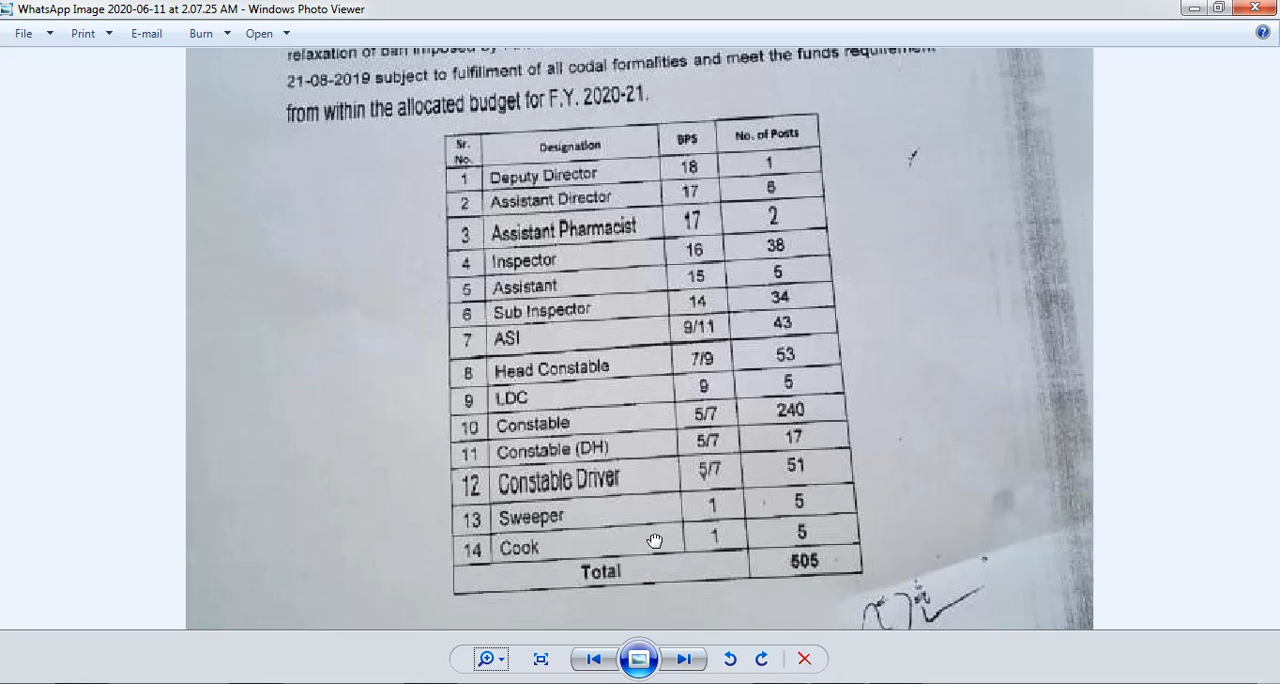 WhatsApp Image 2020-06-11 at 2.07.25 AM - Windows Photo Viewer
File Print E-mail Burn Open
relaxation of ban imposed by
21-08-2019 subject to fulfillment of all codal formalities and meet the funds requirement
from within the allocated budget for F.Y. 2020-21.
Sr. No. Designation BPS No. of Posts
1 Deputy Director 18 1
2 Assistant Director 17 6
3 Assistant Pharmacist 17 2
4 Inspector 16 38
5 Assistant 15 5
6 Sub Inspector 14 34
7 ASI 9/11 43
8 Head Constable 7/9 53
9 LDC 9 5
10 Constable 5/7 240
11 Constable (DH) 5/7 17
12 Constable Driver 5/7 51
13 Sweeper 1 5
14 Cook 1 5
Total 505